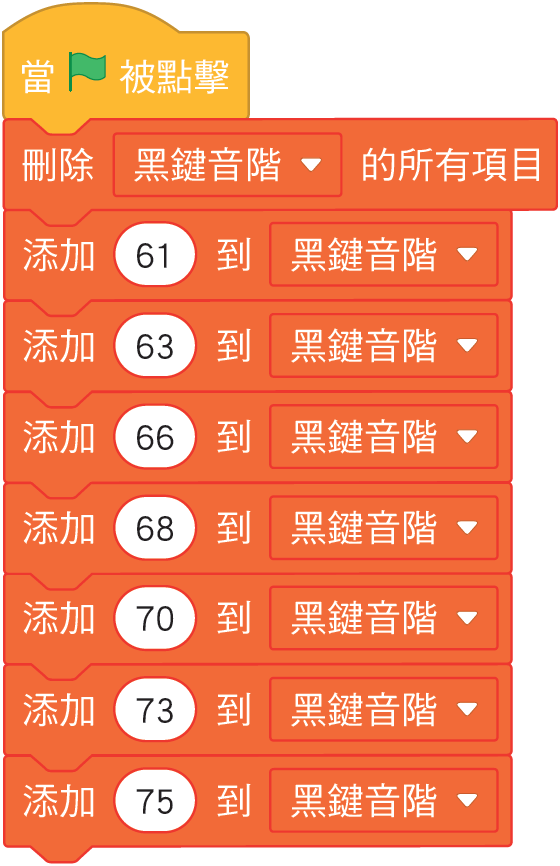 當 被點擊
刪除 黑鍵音階 的所有項目
添加 61 到 黑鍵音階
添加 63 到 黑鍵音階
添加 66 到 黑鍵音階
添加 68 到 黑鍵音階
添加 70 到 黑鍵音階
添加 73 到 黑鍵音階
添加 75 到 黑鍵音階